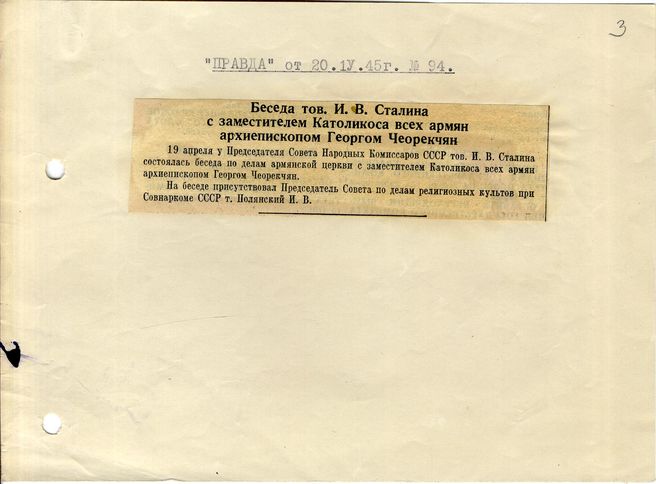 3
"ПРАВДА" от 20.1У.45г. № 94.
Беседа тов. И. В. Сталина
с заместителем Католикоса всех армян
архиепископом Георгом Чеорекчян
19 апреля у Председателя Совета Народных Комиссаров СССР тов. И. В. Сталина
состоялась беседа по делам армянской церкви с заместителем Католикоса всех армян
архиепископом Георгом Чеорекчян.
На беседе присутствовал Председатель Совета по делам религиозных культов при
Совнаркоме СССР т. Полянский И. В.